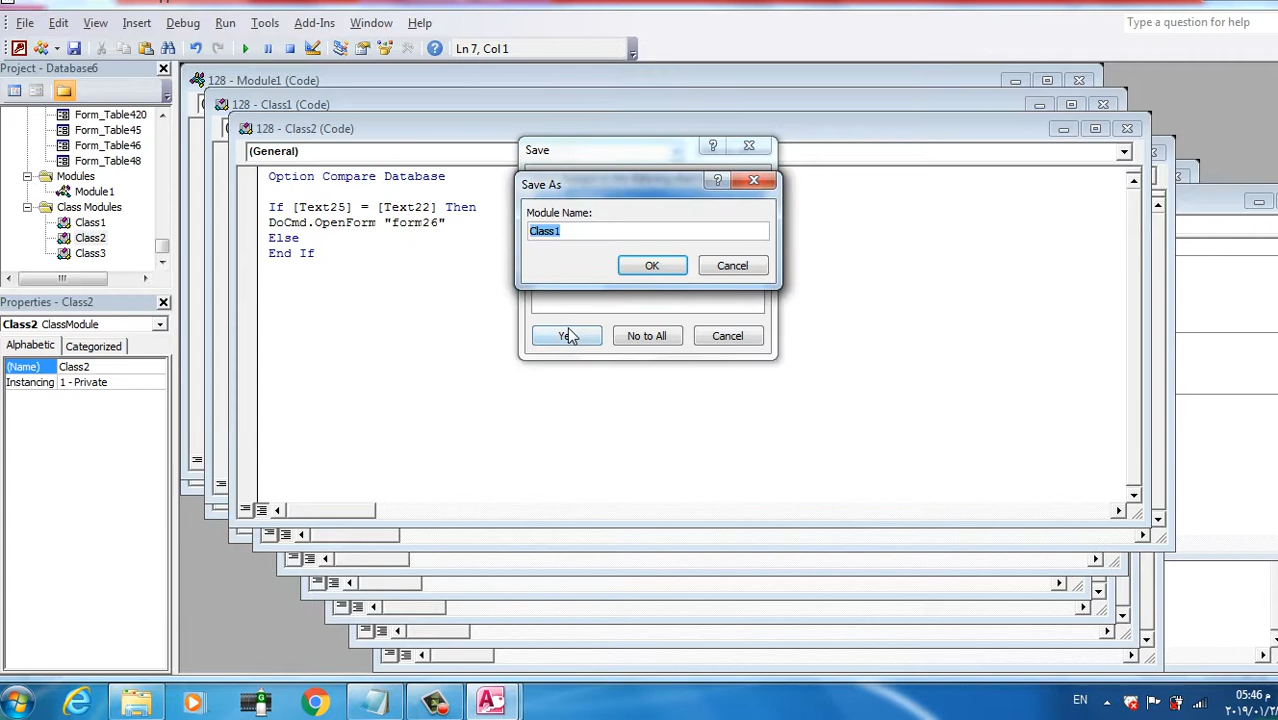 File Edit View Insert Debug Run Tools Add-Ins Window Help
Type a question for help
Ln 7, Col 1
Project - Database6
Form_Table420
Form_Table45
Form_Table46
Form_Table48
Modules
Module1
Class Modules
Class1
Class2
Class3
Properties - Class2
Class2 ClassModule
Alphabetic Categorized
(Name) Class2
Instancing 1 - Private
128 - Module1 (Code)
128 - Class1 (Code)
128 - Class2 (Code)
(General)
Option Compare Database
If [Text25] = [Text22] Then
DoCmd.OpenForm "form26"
Else
End If
Save
Save As
Module Name:
Class1
OK Cancel
No to All Cancel
EN
05:46 م